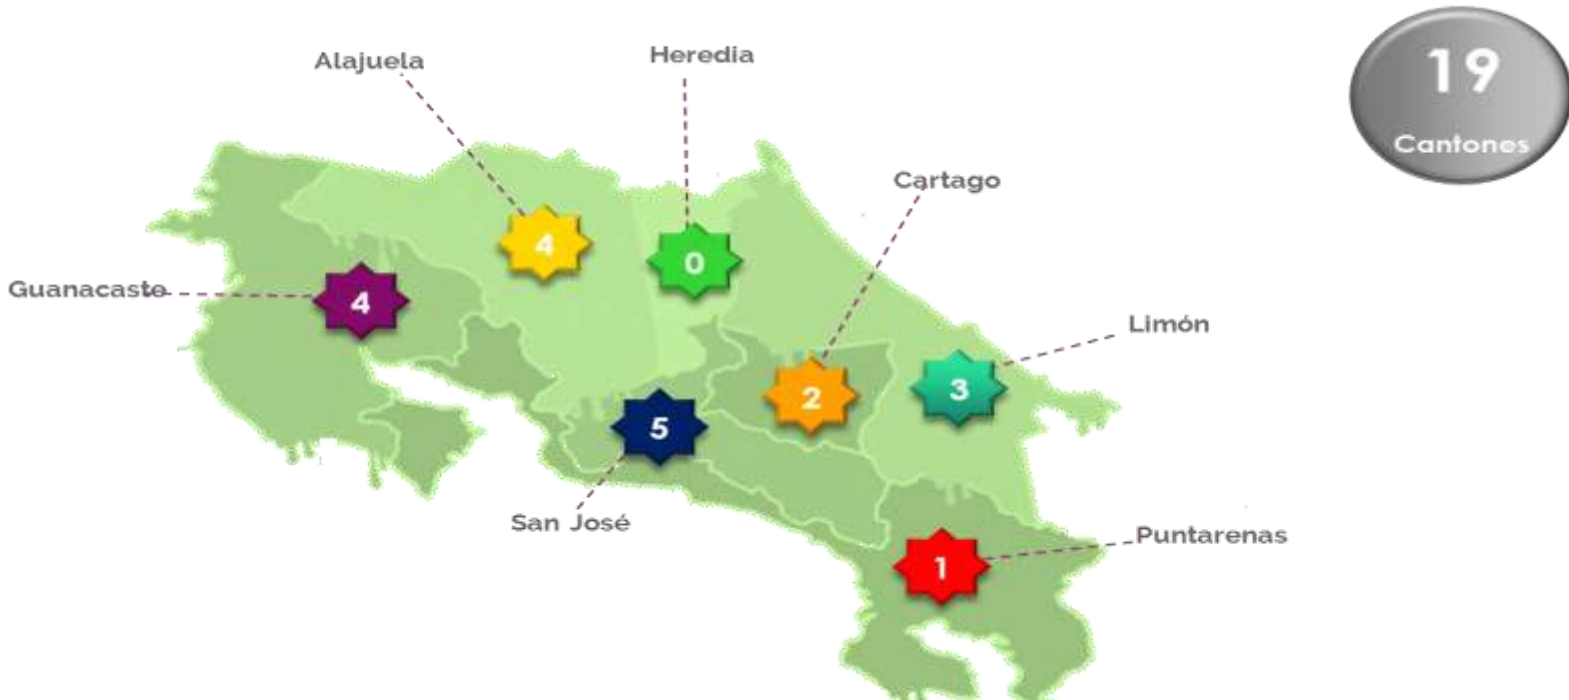 Alajuela
Heredia
19
Cantones
Cartago
4
0
Guanacaste
4
Limón
2
3
5
San José
Puntarenas
1